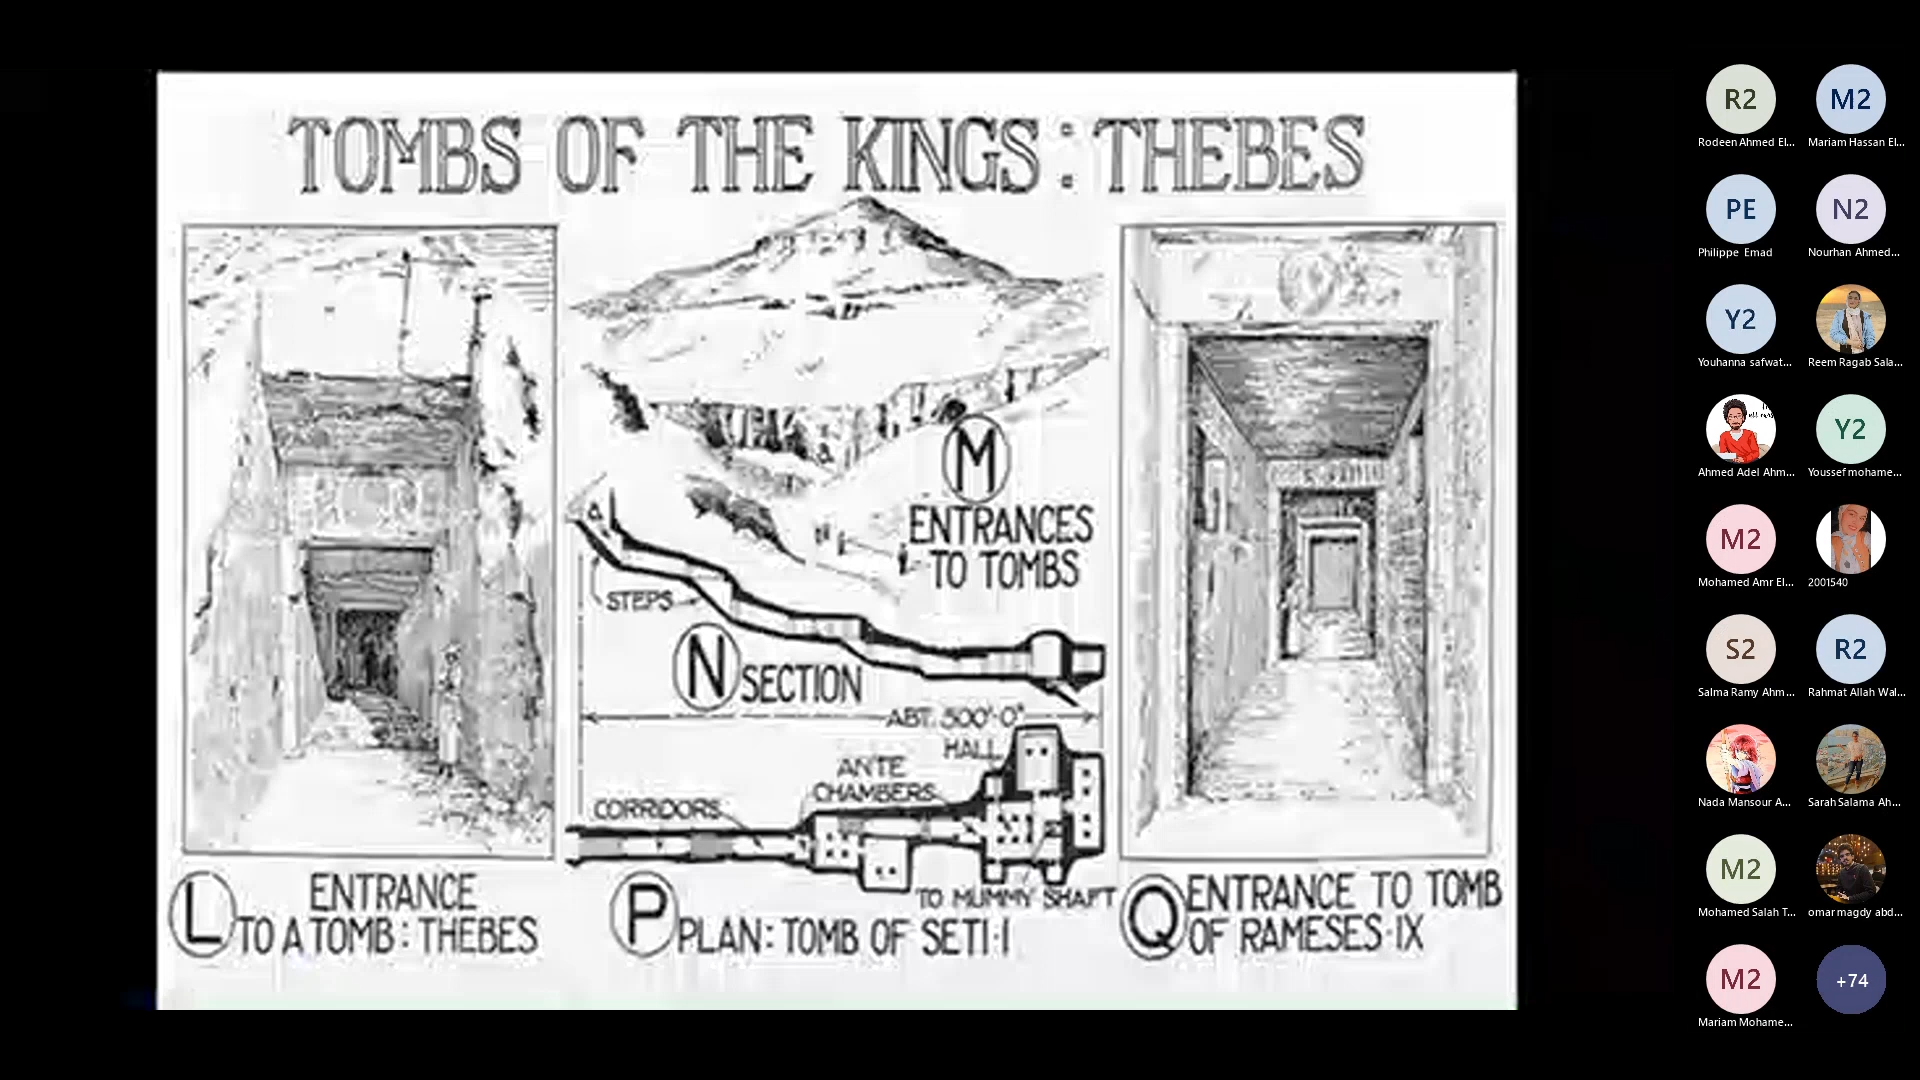 TOMBS OF THE KINGS : THEBES
M
ENTRANCES
TO TOMBS
STEPS
N SECTION
ABT. 500'-0"
HALL
ANTE
CHAMBERS
CORRIDORS
TO MUMMY SHAFT
L ENTRANCE
TO A TOMB : THEBES
P PLAN: TOMB OF SETI·I
Q ENTRANCE TO TOMB
OF RAMESES·IX
R2
Rodeen Ahmed El...
M2
Mariam Hassan El...
PE
Philippe Emad
N2
Nourhan Ahmed...
Y2
Youhanna safwat...
Reem Ragab Sala...
Ahmed Adel Ahm...
Y2
Youssef mohame...
M2
Mohamed Amr El...
2001540
S2
Salma Ramy Ahm...
R2
Rahmat Allah Wal...
Nada Mansour A...
Sarah Salama Ah...
M2
Mohamed Salah T...
omar magdy abd...
M2
Mariam Mohame...
+74